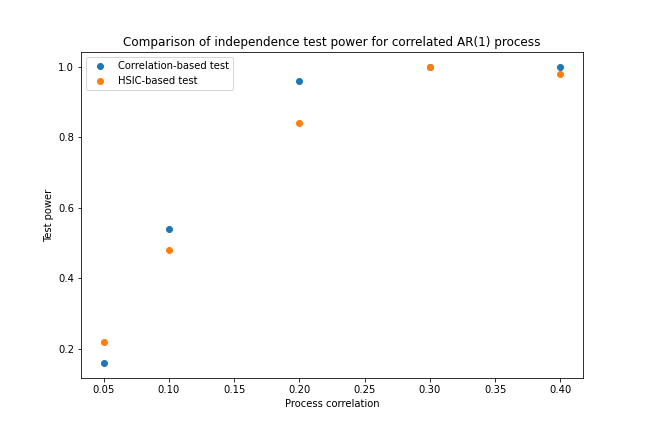 Comparison of independence test power for correlated AR(1) process
Correlation-based test
HSIC-based test
1.0
0.8
0.6
0.4
0.2
Test power
0.05
0.10
0.15
0.20
0.25
0.30
0.35
0.40
Process correlation